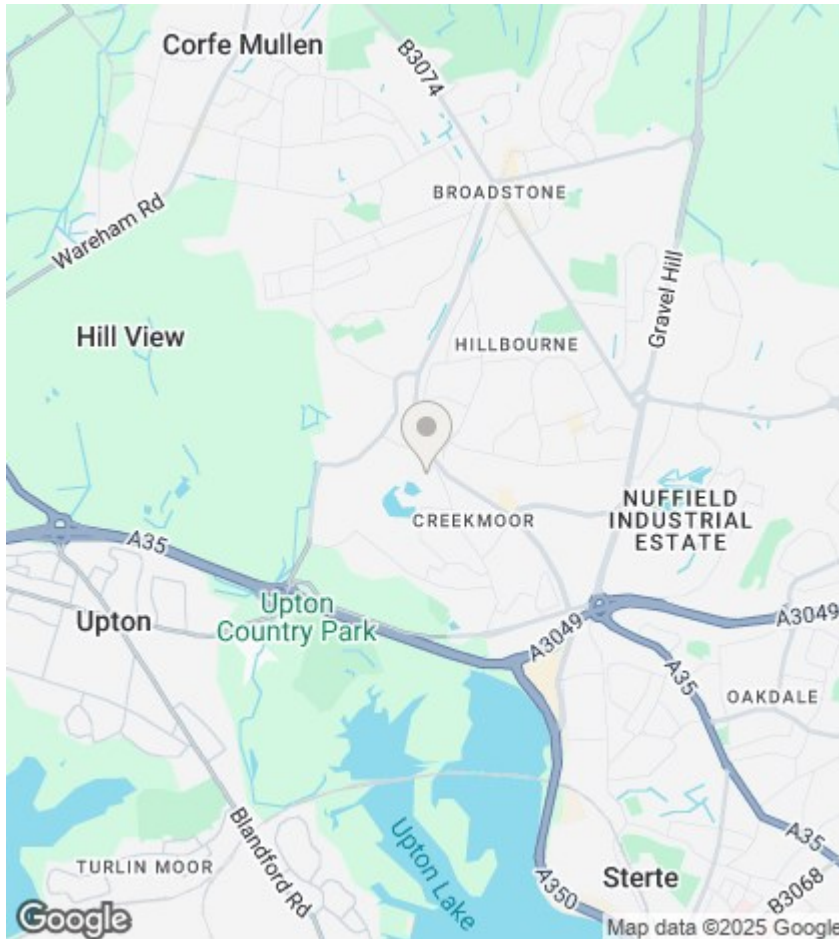 Corfe Mullen
B3074
BROADSTONE
Wareham Rd
Gravel Hill
Hill View
HILLBOURNE
NUFFIELD
INDUSTRIAL
ESTATE
CREEKMOOR
A35
Upton
Upton
Country Park
A3049
A3049
A35
OAKDALE
Blandford Rd
TURLIN MOOR
Upton Lake
A350
Sterte
A35
B3068
Google
Map data ©2025 Google